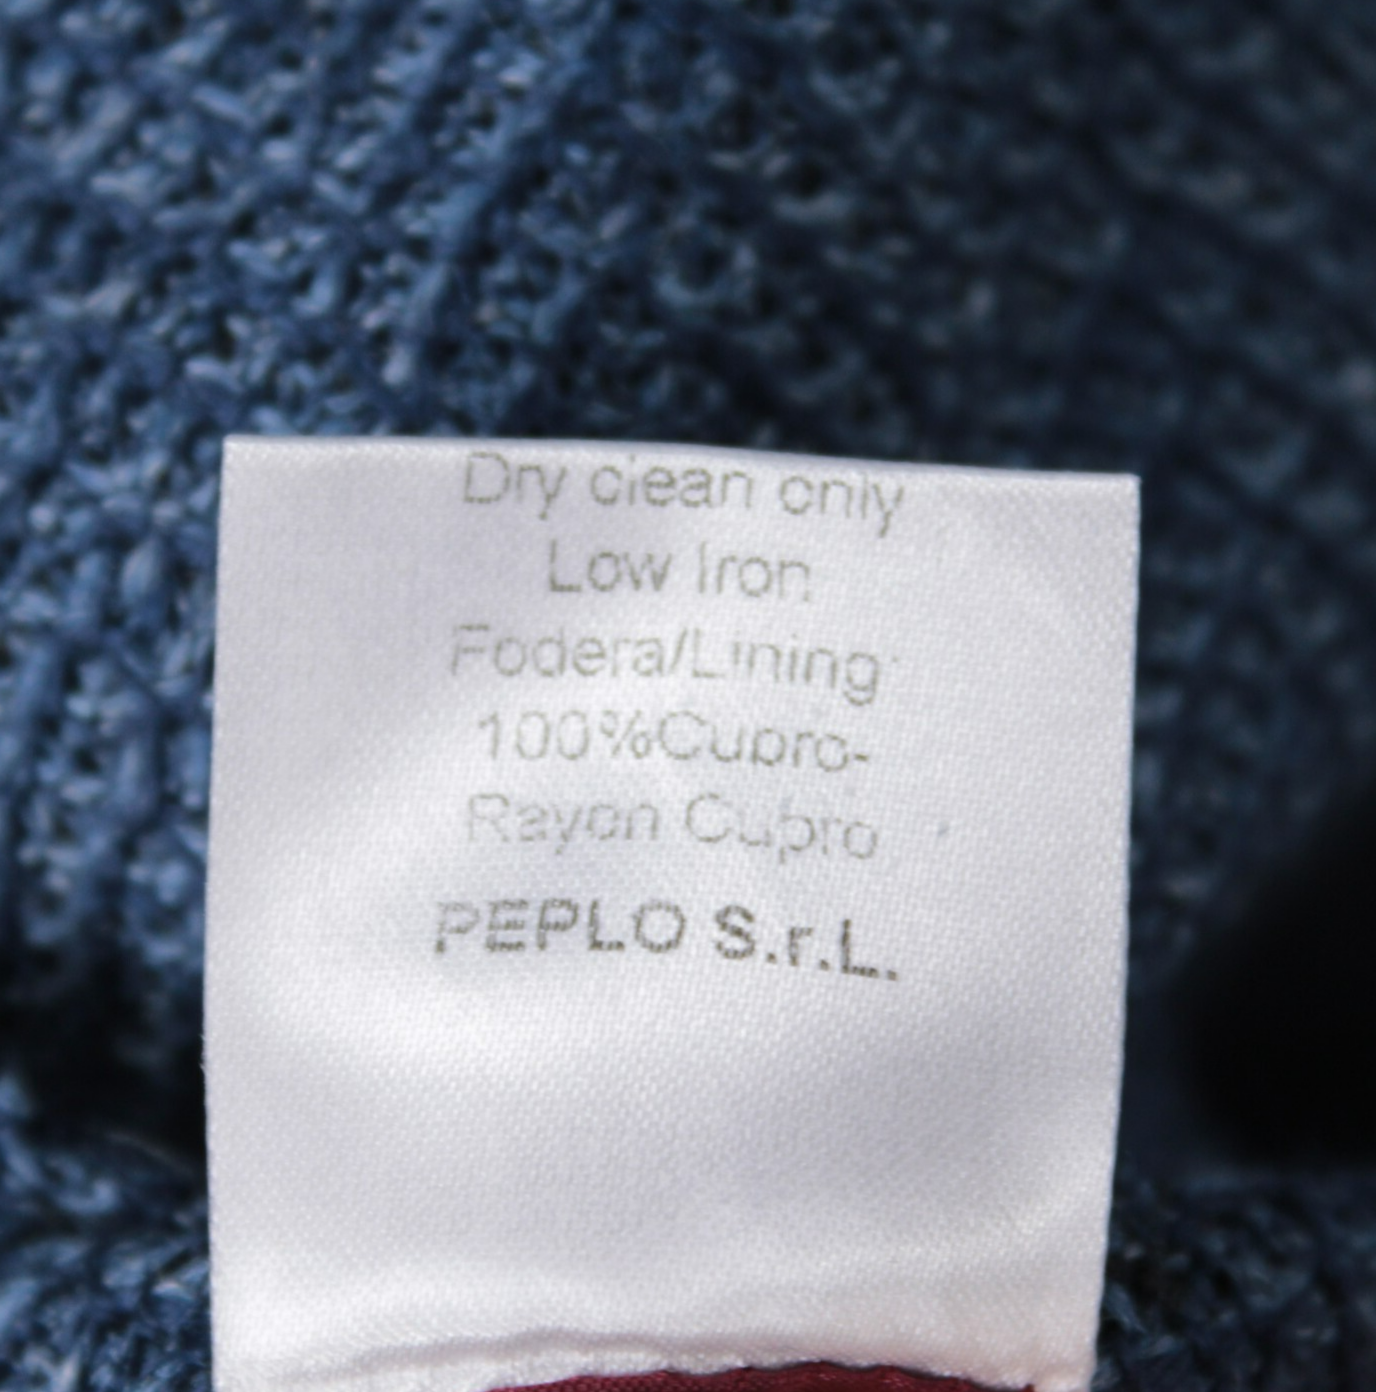 Dry clean only
Low Iron
Fodera/Lining
100%Cupro-
Rayon Cupro
PEPLO S.r.L.